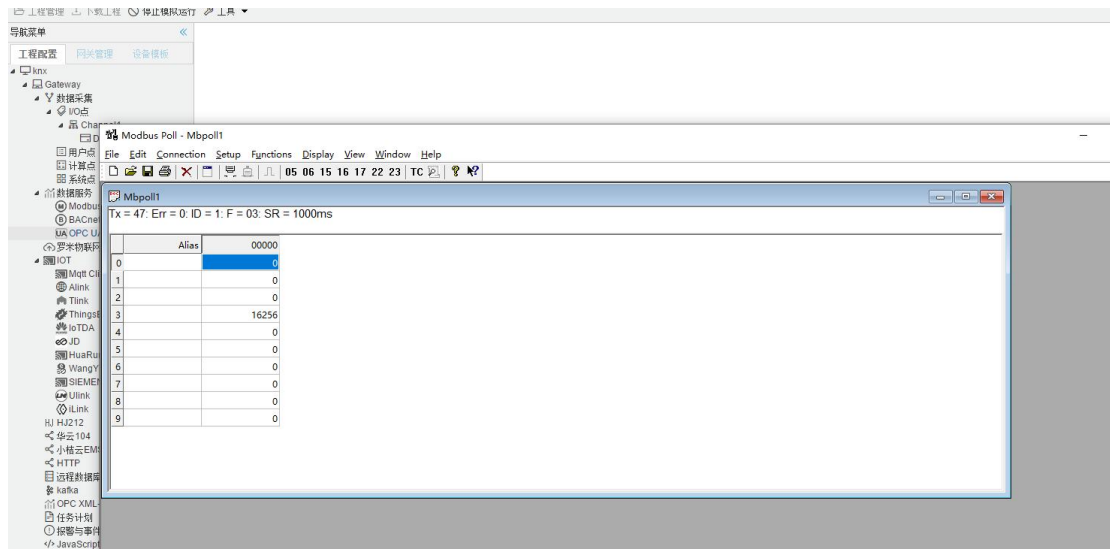 工程管理 下载工程 停止模拟运行 工具
导航菜单
工程配置 网关管理 设备模板
knx
Gateway
数据采集
I/O点
用户点
计算点
系统点
数据服务
OPC
罗米物联网
IOT
Mqtt
Alink
Tlink
IoTDA
JD
Ulink
iLink
HJ HJ212
华云104
小桔云EMS
HTTP
远程数据库
kafka
OPC XML-
任务计划
报警与事件
JavaScript
Modbus Poll - Mbpoll1
File Edit Connection Setup Functions Display View Window Help
05 06 15 16 17 22 23 TC
Mbpoll1
Tx = 47: Err = 0: ID = 1: F = 03: SR = 1000ms
Alias 00000
0 0
1 0
2 0
3 16256
4 0
5 0
6 0
7 0
8 0
9 0